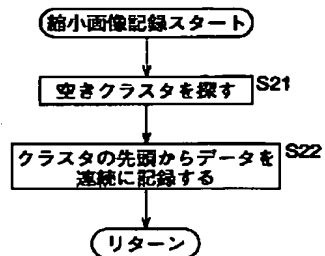 縮小画像記録スタート
空きクラスタを探す
S21
クラスタの先頭からデータを
連続に記録する
S22
リターン